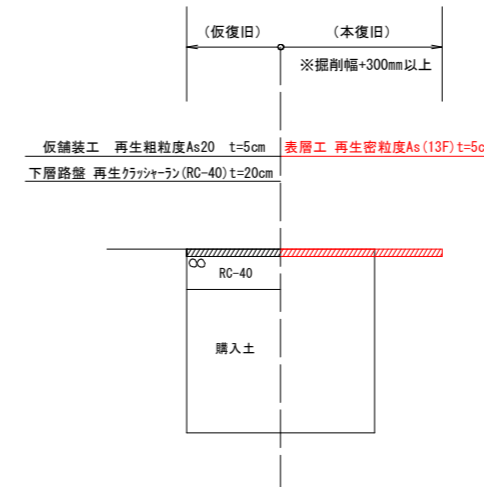 (仮復旧) (本復旧)
※掘削幅+300mm以上
仮舗装工 再生粗粒度As20 t=5cm 表層工 再生密粒度As(13F)t=5c
下層路盤 再生クラッシャーラン(RC-40)t=20cm
RC-40
購入土